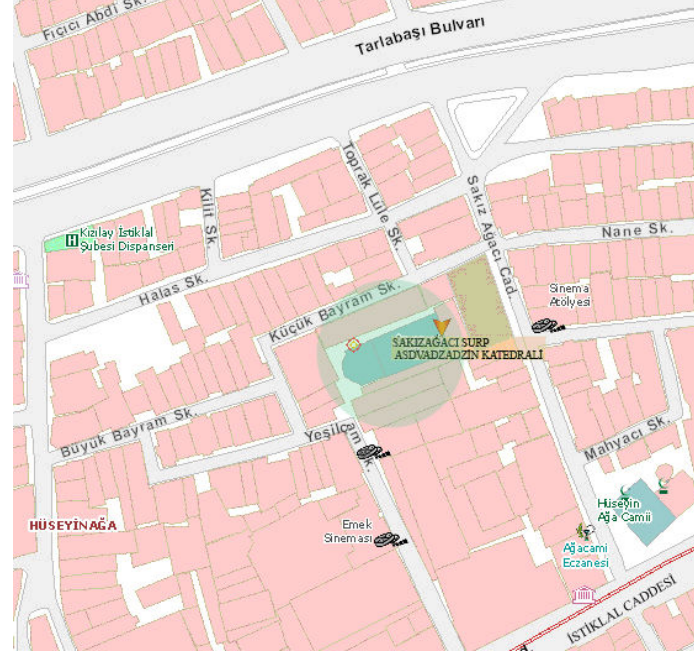 Fıçıcı Abdi Sk.
Tarlabaşı Bulvarı
Toprak Lüle Sk.
Sakız Ağacı Cad.
Kilit Sk.
Nane Sk.
H
Kızılay İstiklal
Şubesi Dispanseri
Halas Sk.
Küçük Bayram Sk.
Sinema
Atölyesi
SAKIZAĞACI SURP
ASDVADZADZİN KATEDRALİ
Büyük Bayram Sk.
Yeşilçam Sk.
Mahyacı Sk.
HÜSEYİNAĞA
Emek
Sineması
Hüseyin
Ağa Camii
Ağacami
Eczanesi
İSTİKLAL CADDESİ